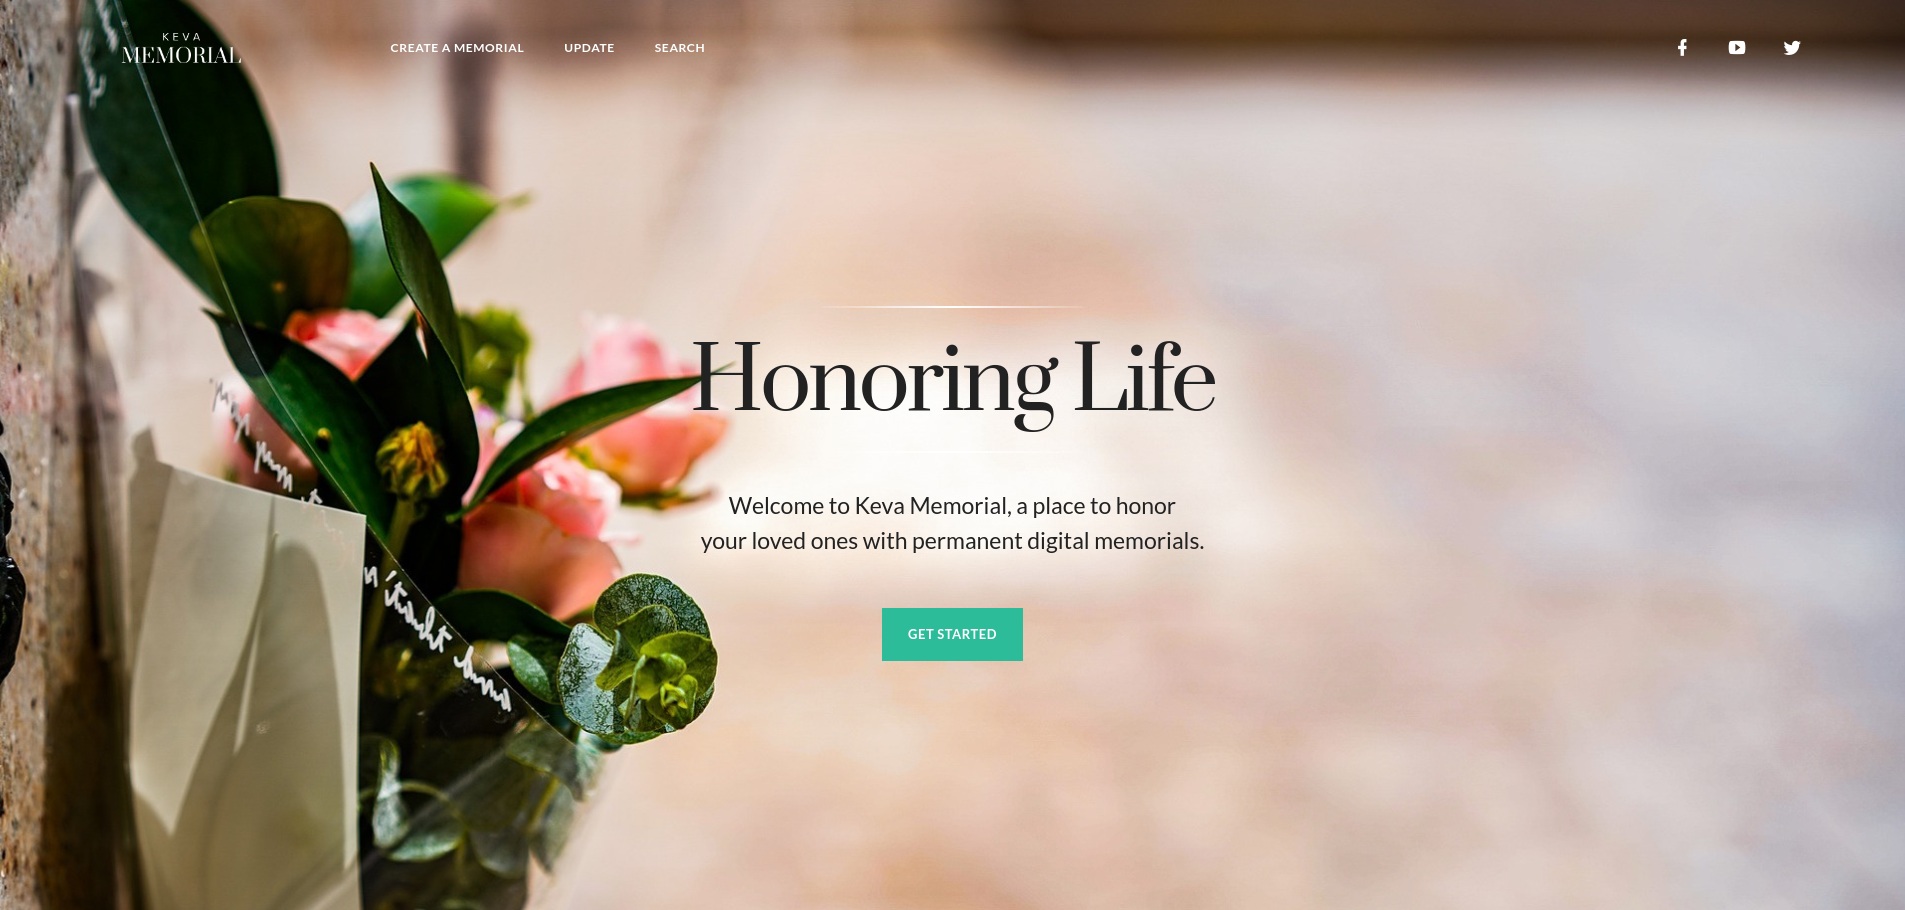 KEVA
MEMORIAL
CREATE A MEMORIAL
UPDATE
SEARCH
Honoring Life
Welcome to Keva Memorial, a place to honor
your loved ones with permanent digital memorials.
GET STARTED